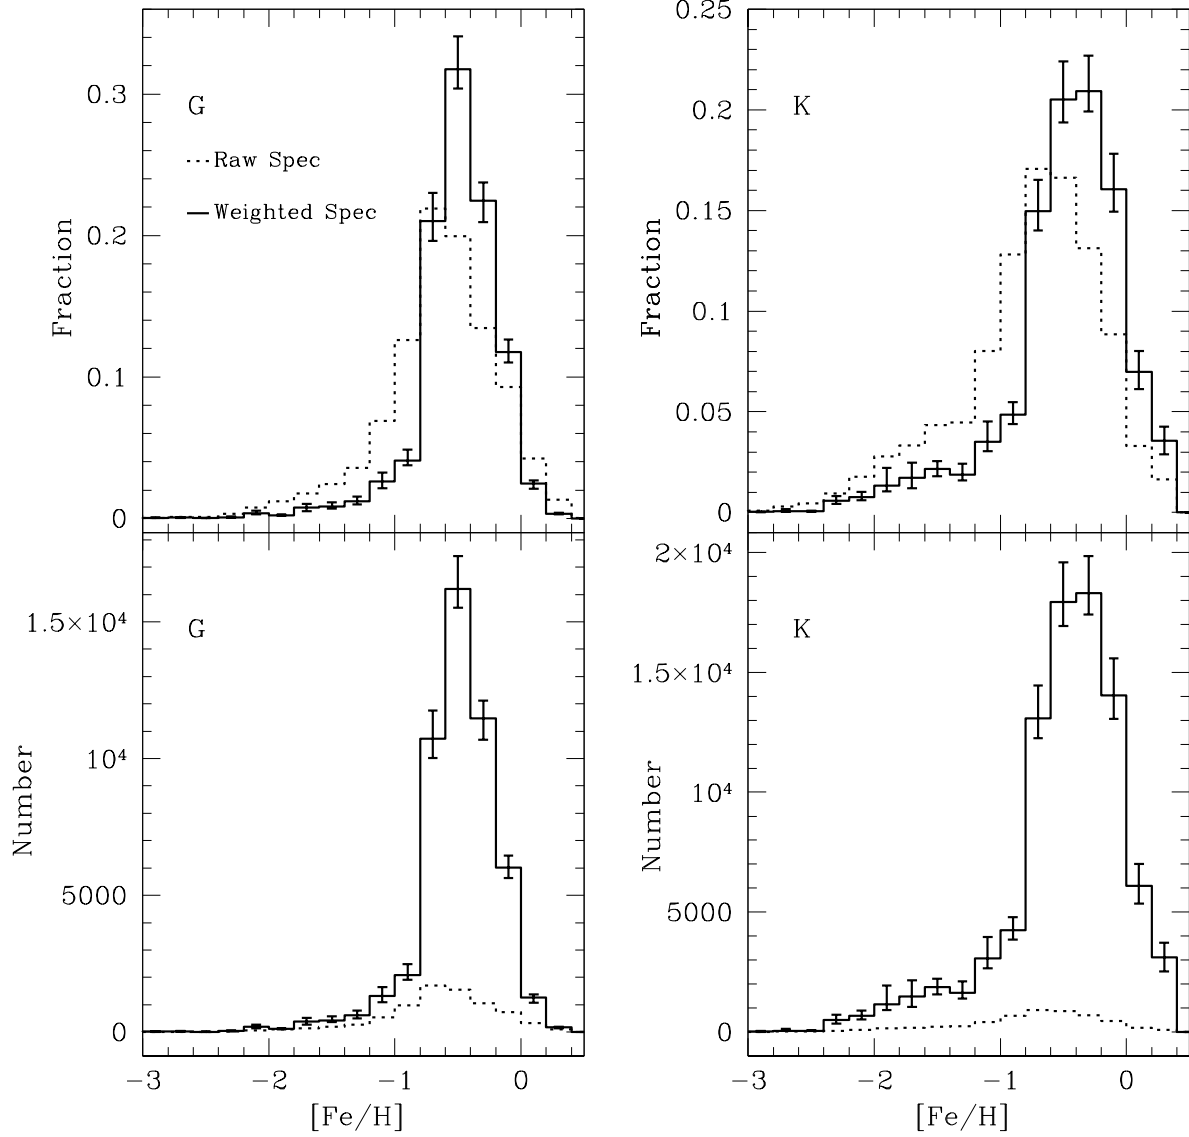 0.3
0.2
0.1
0
Fraction
G
Raw Spec
Weighted Spec
0.25
0.2
0.15
0.1
0.05
0
Fraction
K
1.5×10⁴
10⁴
5000
0
Number
G
−3
−2
−1
0
[Fe/H]
2×10⁴
1.5×10⁴
10⁴
5000
0
Number
K
−3
−2
−1
0
[Fe/H]